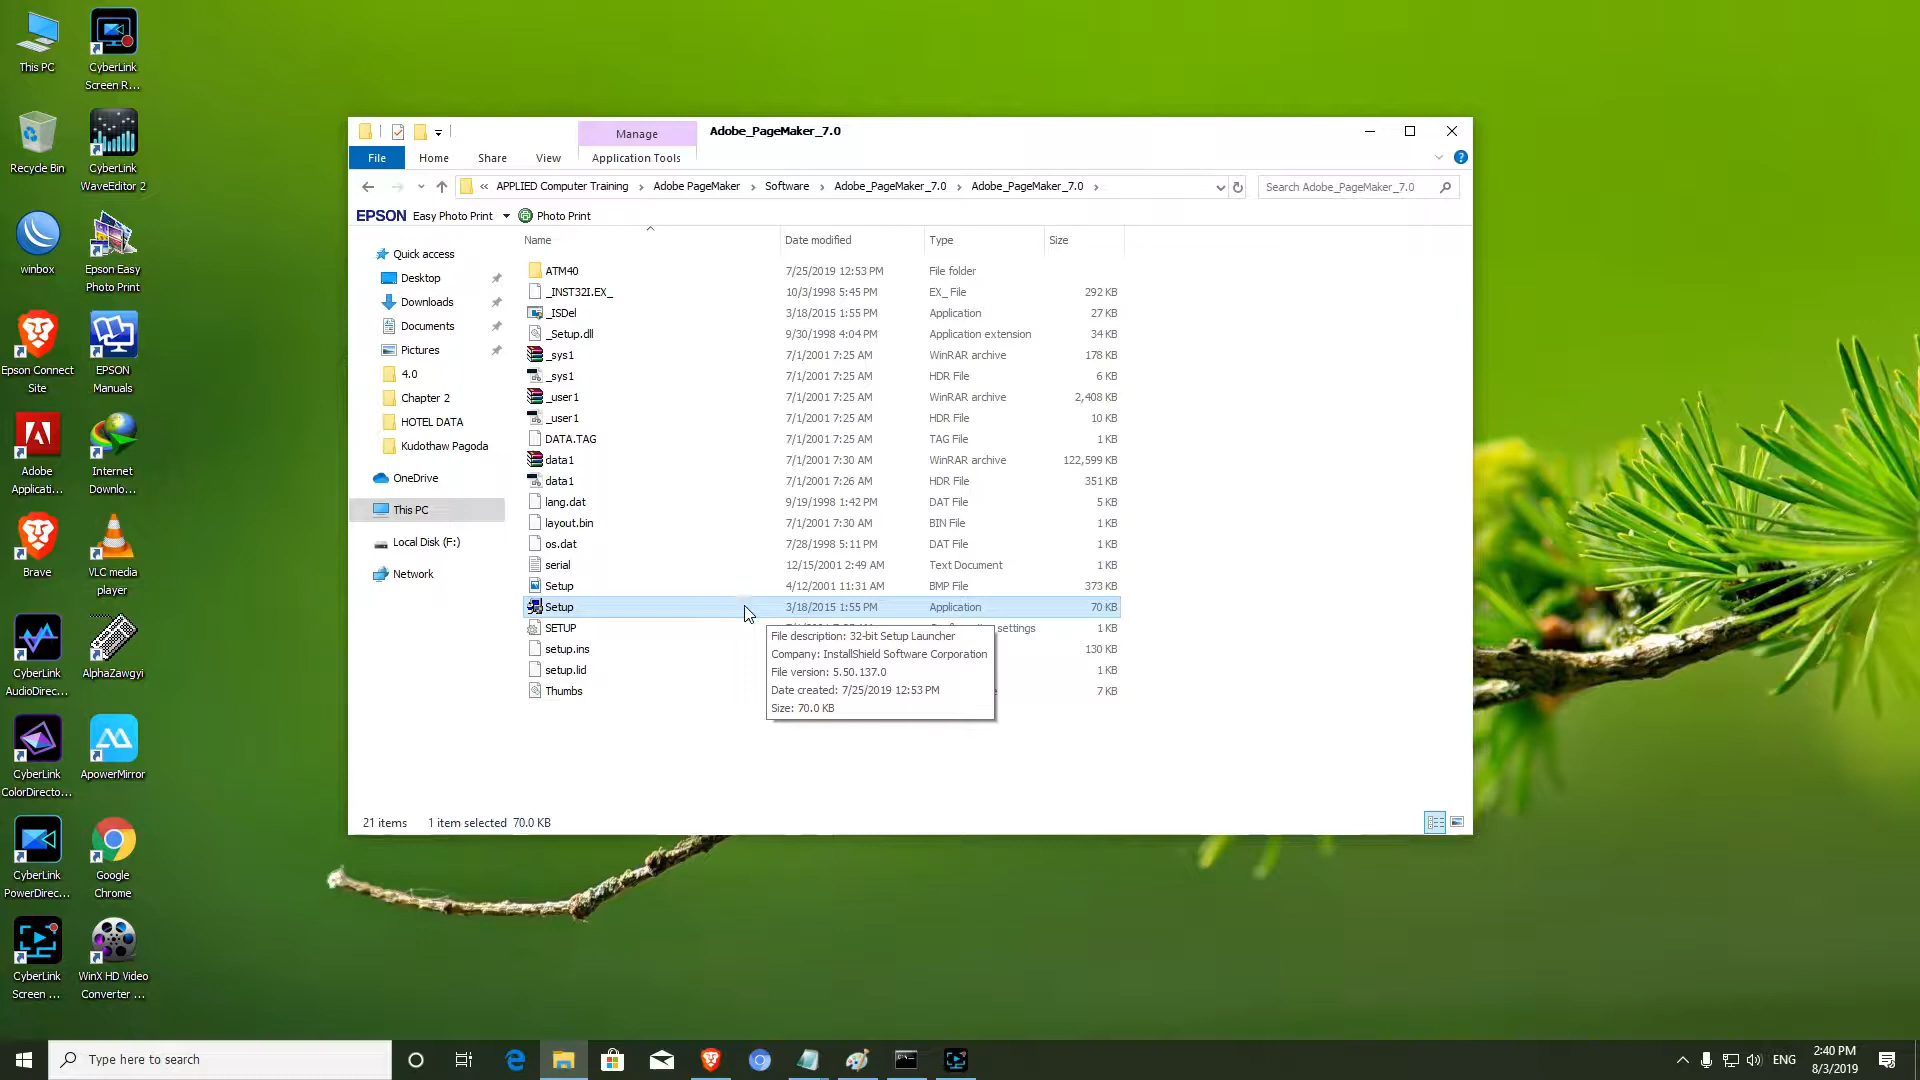 This PC
CyberLink
Screen R...
Recycle Bin
CyberLink
WaveEditor 2
winbox
Epson Easy
Photo Print
Epson Connect
Site
EPSON
Manuals
Adobe
Applicati...
Internet
Downlo...
Brave
VLC media
player
CyberLink
AudioDirec...
AlphaZawgyi
CyberLink
ColorDirecto...
ApowerMirror
CyberLink
PowerDirec...
Google
Chrome
CyberLink
Screen ...
WinX HD Video
Converter ...
Manage
Adobe_PageMaker_7.0
File
Home
Share
View
Application Tools
« APPLIED Computer Training › Adobe PageMaker › Software › Adobe_PageMaker_7.0 › Adobe_PageMaker_7.0 ›
Search Adobe_PageMaker_7.0
EPSON Easy Photo Print
Photo Print
Quick access
Desktop
Downloads
Documents
Pictures
4.0
Chapter 2
HOTEL DATA
Kudothaw Pagoda
OneDrive
This PC
Local Disk (F:)
Network
Name Date modified Type Size
ATM40 7/25/2019 12:53 PM File folder
_INST32I.EX_ 10/3/1998 5:45 PM EX_ File 292 KB
_ISDel 3/18/2015 1:55 PM Application 27 KB
_Setup.dll 9/30/1998 4:04 PM Application extension 34 KB
_sys1 7/1/2001 7:25 AM WinRAR archive 178 KB
_sys1 7/1/2001 7:25 AM HDR File 6 KB
_user1 7/1/2001 7:25 AM WinRAR archive 2,408 KB
_user1 7/1/2001 7:25 AM HDR File 10 KB
DATA.TAG 7/1/2001 7:25 AM TAG File 1 KB
data1 7/1/2001 7:30 AM WinRAR archive 122,599 KB
data1 7/1/2001 7:26 AM HDR File 351 KB
lang.dat 9/19/1998 1:42 PM DAT File 5 KB
layout.bin 7/1/2001 7:30 AM BIN File 1 KB
os.dat 7/28/1998 5:11 PM DAT File 1 KB
serial 12/15/2001 2:49 AM Text Document 1 KB
Setup 4/12/2001 11:31 AM BMP File 373 KB
Setup 3/18/2015 1:55 PM Application 70 KB
SETUP settings 1 KB
setup.ins 130 KB
setup.lid 1 KB
Thumbs 7 KB
File description: 32-bit Setup Launcher
Company: InstallShield Software Corporation
File version: 5.50.137.0
Date created: 7/25/2019 12:53 PM
Size: 70.0 KB
21 items 1 item selected 70.0 KB
Type here to search
ENG
2:40 PM
8/3/2019